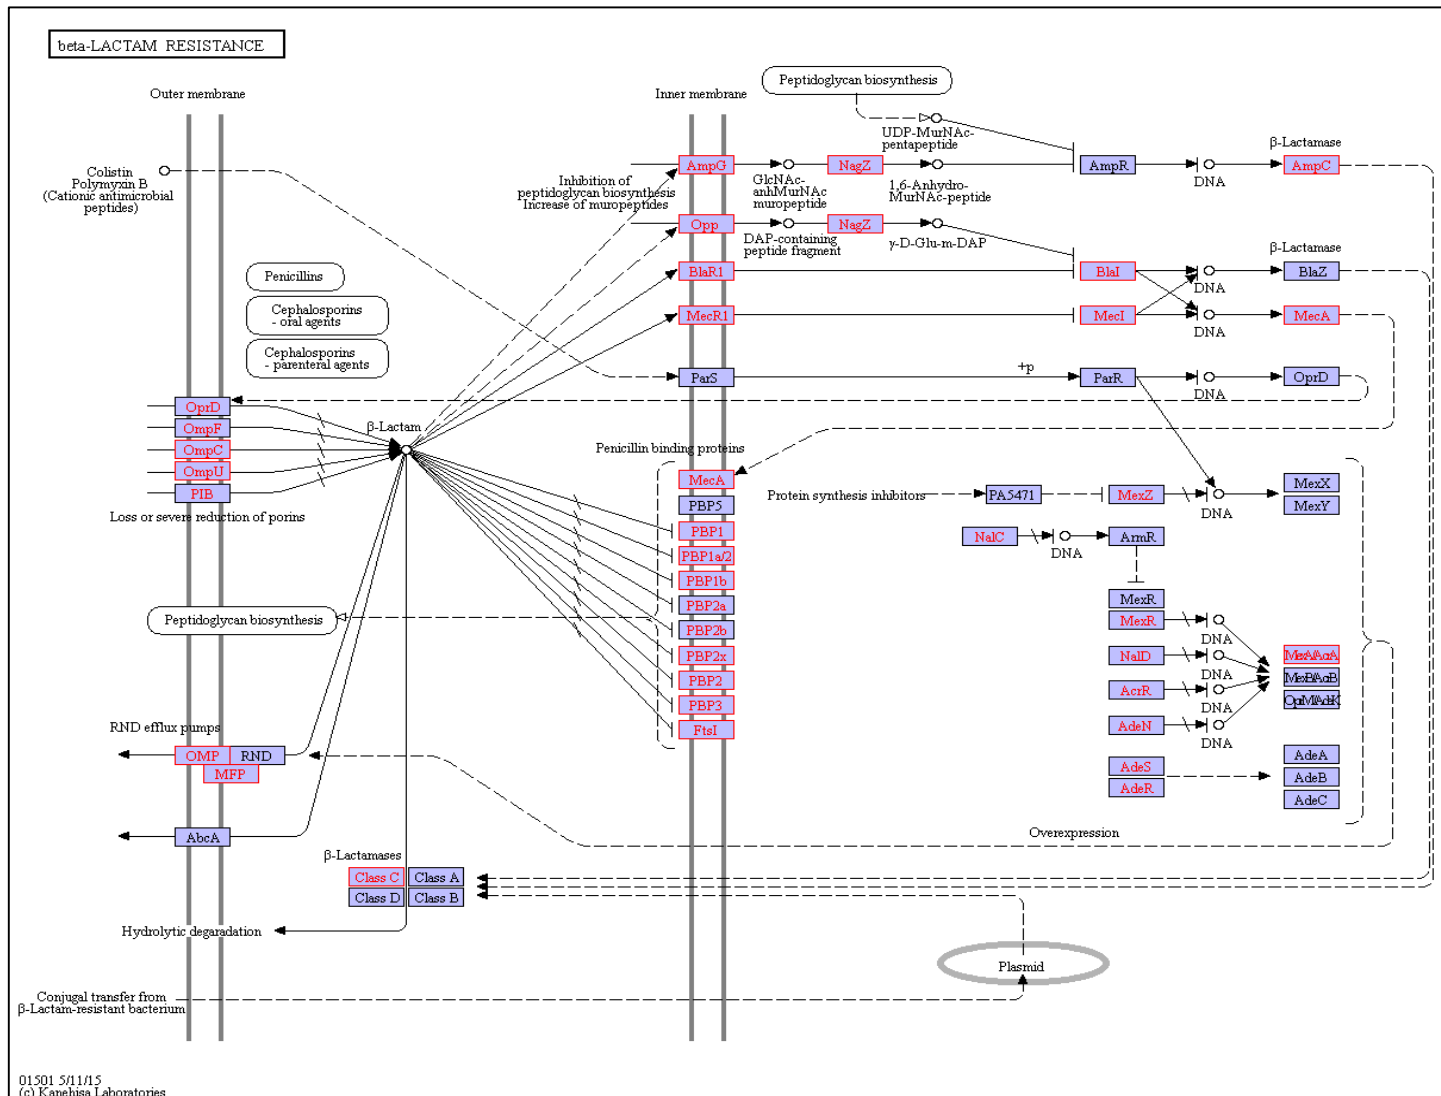 beta-LACTAM RESISTANCE
Peptidoglycan biosynthesis
Outer membrane
Inner membrane
UDP-MurNAc-
pentapeptide
β-Lactamase
Colistin
Polymyxin B
(Cationic antimicrobial
peptides)
AmpG
NagZ
AmpR
DNA
AmpC
Inhibition of
peptidoglycan biosynthesis
Increase of muropeptides
GlcNAc-
anhMurNAc
muropeptide
1,6-Anhydro-
MurNAc-peptide
Opp
NagZ
DAP-containing
peptide fragment
γ-D-Glu-m-DAP
β-Lactamase
Penicillins
BlaR1
BlaI
DNA
BlaZ
Cephalosporins
- oral agents
MecR1
MecI
DNA
MecA
Cephalosporins
- parenteral agents
ParS
+p
ParR
DNA
OprD
OprD
OmpF
OmpC
OmpU
PIB
Loss or severe reduction of porins
β-Lactam
Penicillin binding proteins
MecA
PBP5
PBP1
PBP1a/2
PBP1b
PBP2a
PBP2b
PBP2x
PBP2
PBP3
FtsI
Protein synthesis inhibitors
PA5471
MexZ
DNA
MexX
MexY
NalC
DNA
ArmR
MexR
MexR
DNA
NalD
DNA
AcrR
DNA
AdeN
DNA
MexA/AcrA
MexB/AcrB
OprM/AdeK
AdeS
AdeR
AdeA
AdeB
AdeC
Peptidoglycan biosynthesis
RND efflux pumps
OMP
RND
MFP
AbcA
Overexpression
β-Lactamases
Class C
Class A
Class D
Class B
Hydrolytic degaradation
Plasmid
Conjugal transfer from
β-Lactam-resistant bacterium
01501 5/11/15
(c) Kanehisa Laboratories